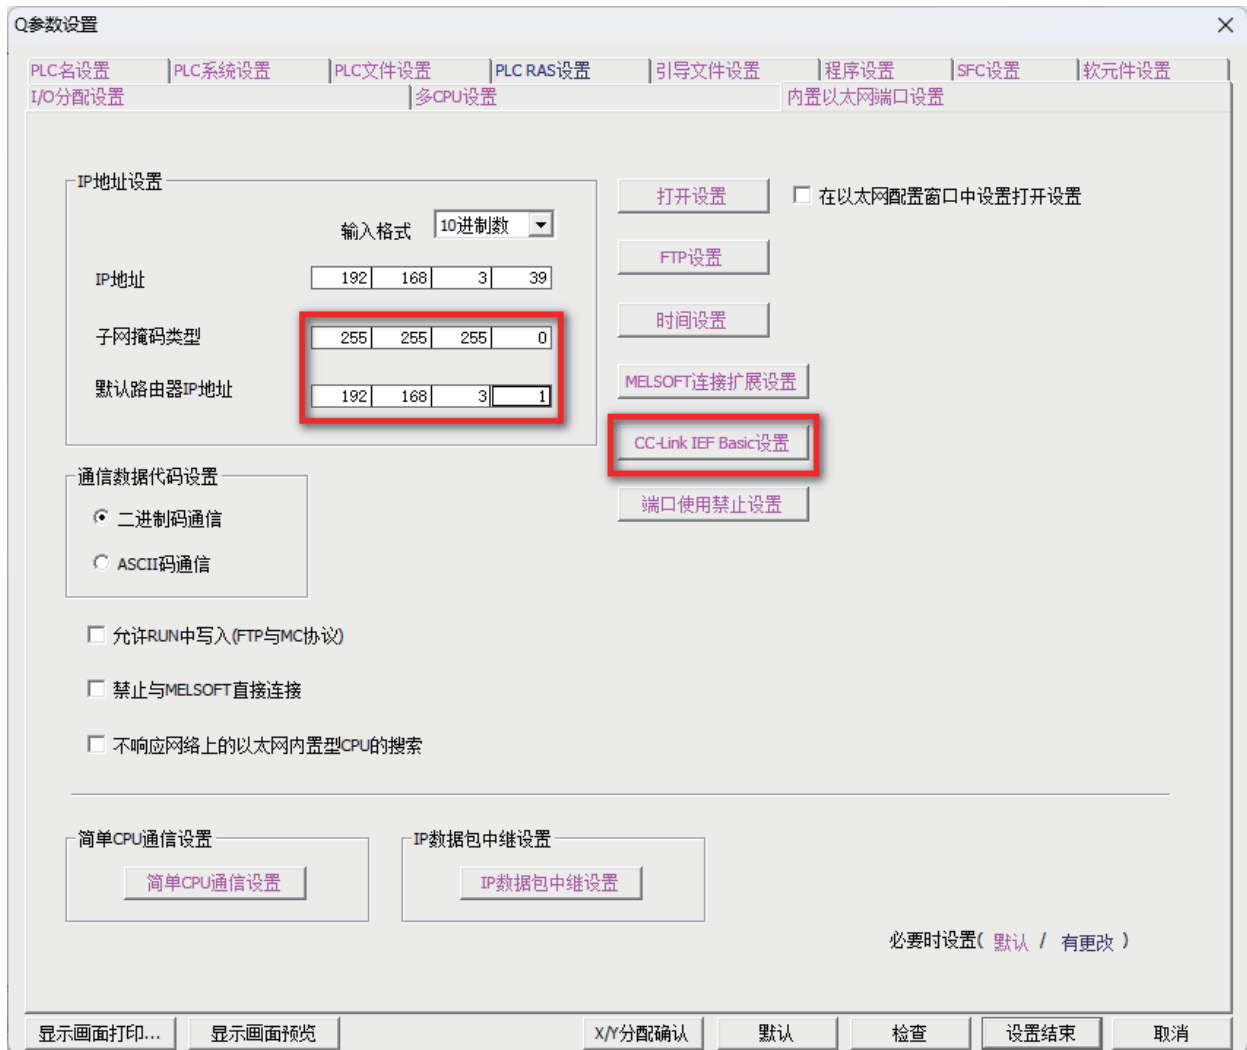 Q参数设置
PLC名设置 PLC系统设置 PLC文件设置 PLC RAS设置 引导文件设置 程序设置 SFC设置 软元件设置
I/O分配设置 多CPU设置 内置以太网端口设置
IP地址设置
输入格式 10进制数
IP地址 192 168 3 39
子网掩码类型 255 255 255 0
默认路由器IP地址 192 168 3 1
打开设置 在以太网配置窗口中设置打开设置
FTP设置
时间设置
MELSOFT连接扩展设置
CC-Link IEF Basic设置
端口使用禁止设置
通信数据代码设置
二进制码通信
ASCII码通信
允许RUN中写入(FTP与MC协议)
禁止与MELSOFT直接连接
不响应网络上的以太网内置型CPU的搜索
简单CPU通信设置
简单CPU通信设置
IP数据包中继设置
IP数据包中继设置
必要时设置( 默认 / 有更改 )
显示画面打印... 显示画面预览 X/Y分配确认 默认 检查 设置结束 取消